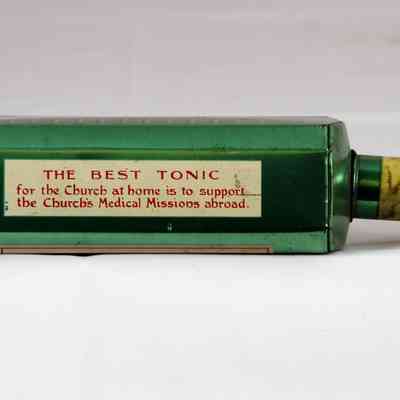 THE BEST TONIC
for the Church at home is to support
the Church's Medical Missions abroad.